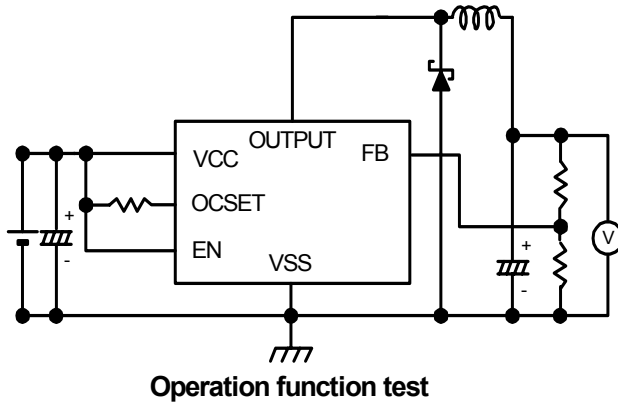 OUTPUT
VCC
FB
OCSET
EN
VSS
+
-
+
-
V
Operation function test